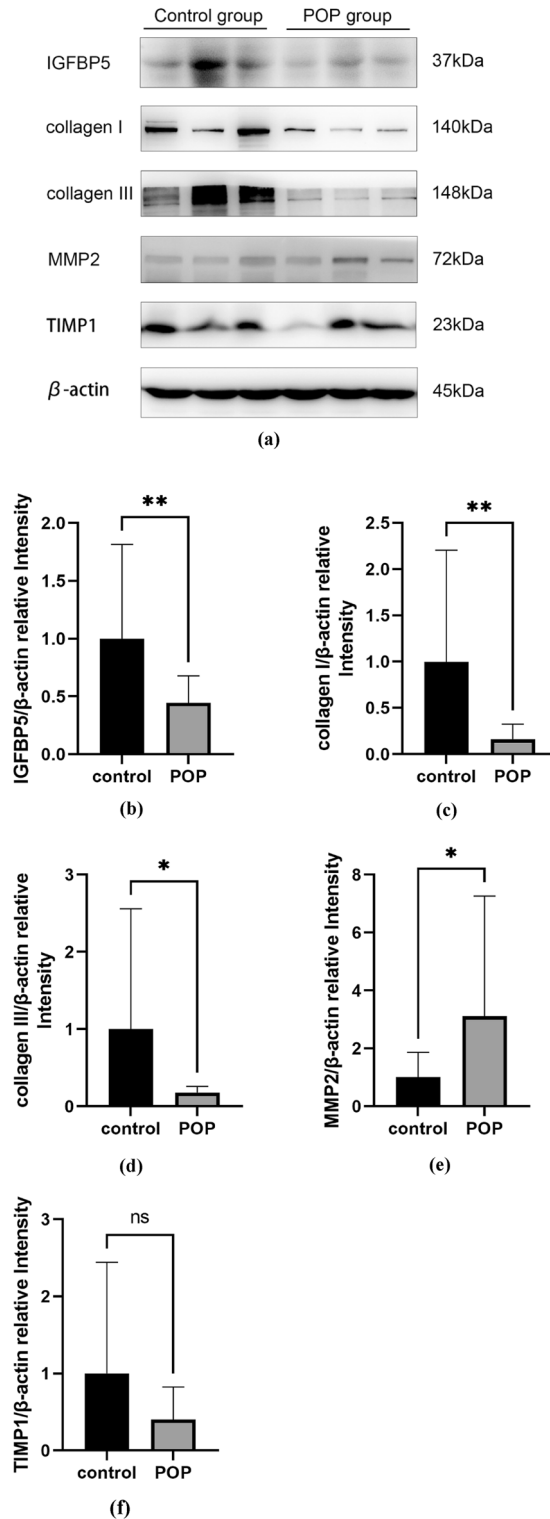 Control group POP group
IGFBP5 37kDa
collagen I 140kDa
collagen III 148kDa
MMP2 72kDa
TIMP1 23kDa
β-actin 45kDa
(a)
IGFBP5/β-actin relative Intensity
2.0
1.5
1.0
0.5
0.0
**
control POP
(b)
collagen I/β-actin relative
Intensity
2.5
2.0
1.5
1.0
0.5
0.0
**
control POP
(c)
collagen III/β-actin relative
Intensity
3
2
1
0
*
control POP
(d)
MMP2/β-actin relative Intensity
8
6
4
2
0
*
control POP
(e)
TIMP1/β-actin relative Intensity
3
2
1
0
ns
control POP
(f)